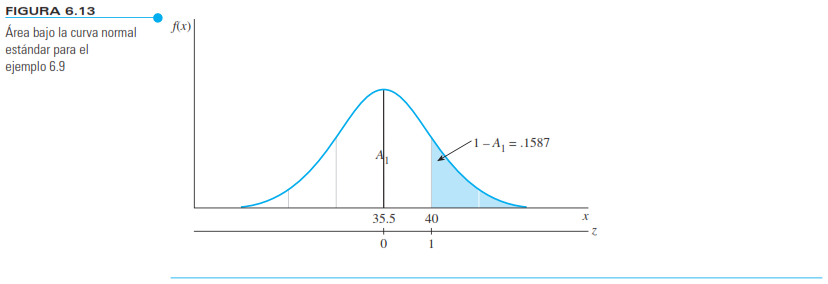 FIGURA 6.13
Área bajo la curva normal
estándar para el
ejemplo 6.9
f(x)
1 – A₁ = .1587
A₁
35.5 40 x
z
0 1